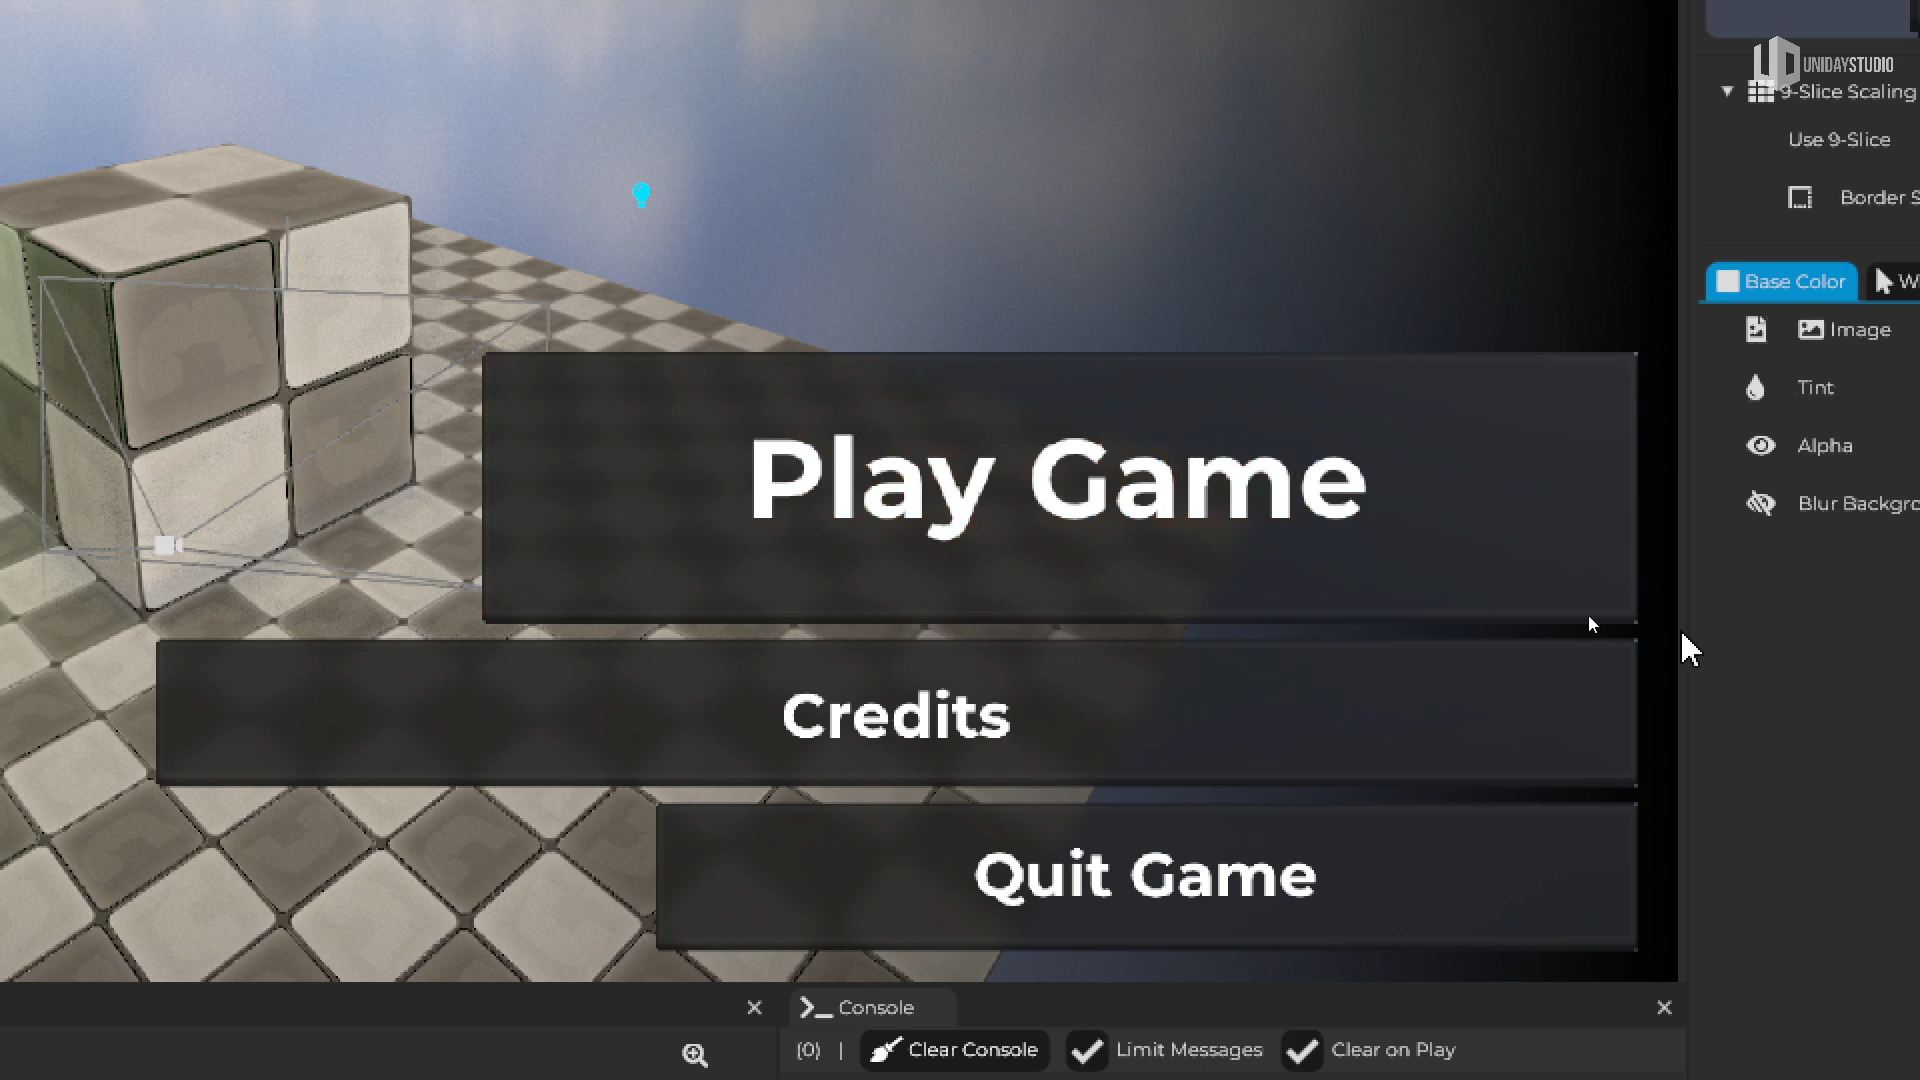 UNIDAYSTUDIO
9-Slice Scaling
Use 9-Slice
Border S
Base Color
Image
Tint
Alpha
Blur Backgro
Play Game
Credits
Quit Game
Console
(0) | Clear Console Limit Messages Clear on Play